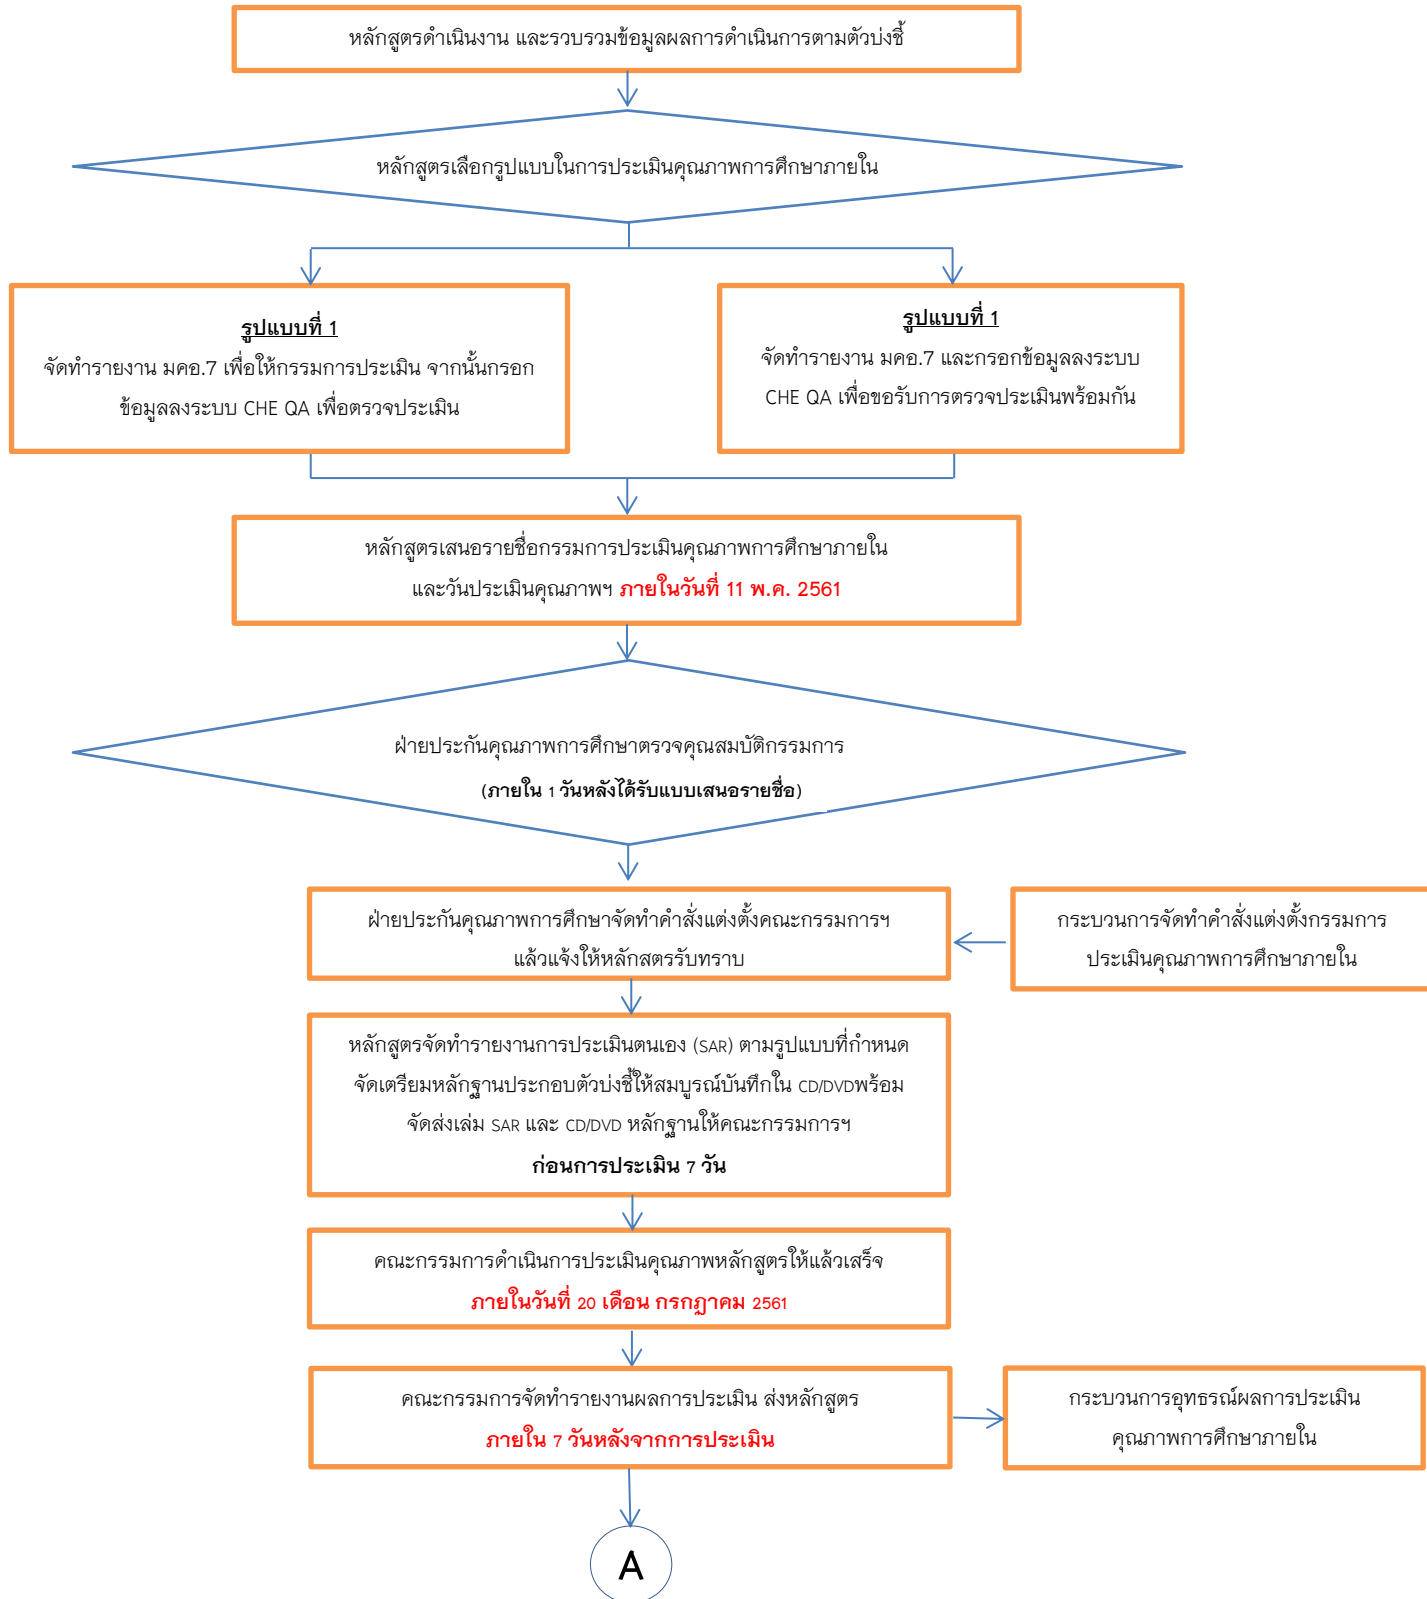 หลักสูตรดำเนินงาน และรวบรวมข้อมูลผลการดำเนินการตามตัวบ่งชี้
หลักสูตรเลือกรูปแบบในการประเมินคุณภาพการศึกษาภายใน
รูปแบบที่ 1
จัดทำรายงาน มคอ.7 เพื่อให้กรรมการประเมิน จากนั้นกรอก
ข้อมูลลงระบบ CHE QA เพื่อตรวจประเมิน
รูปแบบที่ 1
จัดทำรายงาน มคอ.7 และกรอกข้อมูลลงระบบ
CHE QA เพื่อขอรับการตรวจประเมินพร้อมกัน
หลักสูตรเสนอรายชื่อกรรมการประเมินคุณภาพการศึกษาภายใน
และวันประเมินคุณภาพฯ ภายในวันที่ 11 พ.ค. 2561
ฝ่ายประกันคุณภาพการศึกษาตรวจคุณสมบัติกรรมการ
(ภายใน 1 วันหลังได้รับแบบเสนอรายชื่อ)
ฝ่ายประกันคุณภาพการศึกษาจัดทำคำสั่งแต่งตั้งคณะกรรมการฯ
แล้วแจ้งให้หลักสตรรับทราบ
กระบวนการจัดทำคำสั่งแต่งตั้งกรรมการ
ประเมินคุณภาพการศึกษาภายใน
หลักสูตรจัดทำรายงานการประเมินตนเอง (SAR) ตามรูปแบบที่กำหนด
จัดเตรียมหลักฐานประกอบตัวบ่งชี้ให้สมบูรณ์บันทึกใน CD/DVDพร้อม
จัดส่งเล่ม SAR และ CD/DVD หลักฐานให้คณะกรรมการฯ
ก่อนการประเมิน 7 วัน
คณะกรรมการดำเนินการประเมินคุณภาพหลักสูตรให้แล้วเสร็จ
ภายในวันที่ 20 เดือน กรกฎาคม 2561
คณะกรรมการจัดทำรายงานผลการประเมิน ส่งหลักสูตร
ภายใน 7 วันหลังจากการประเมิน
กระบวนการอุทธรณ์ผลการประเมิน
คุณภาพการศึกษาภายใน
A